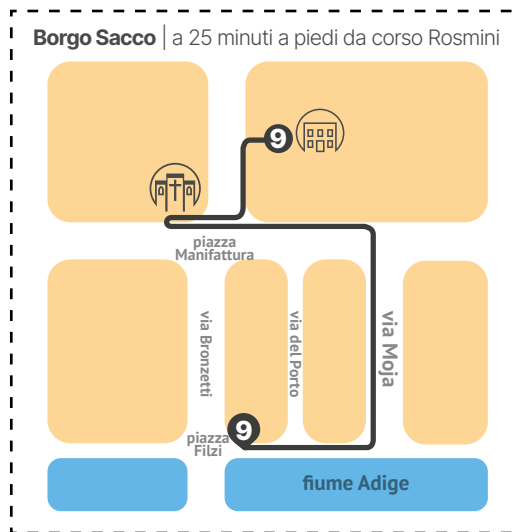 Borgo Sacco | a 25 minuti a piedi da corso Rosmini
9
piazza
Manifattura
via Bronzetti
via del Porto
via Moja
9
piazza
Filzi
fiume Adige